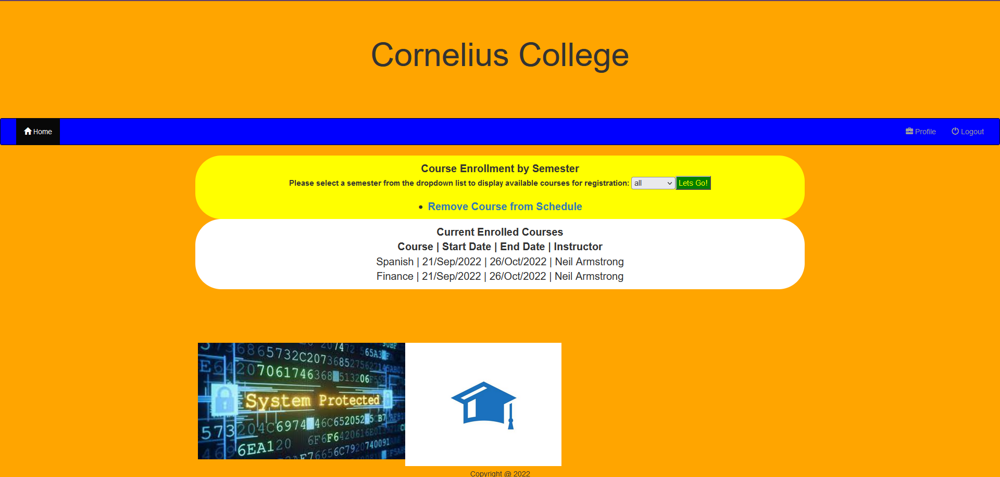 Cornelius College
Home
Profile
Logout
Course Enrollment by Semester
Please select a semester from the dropdown list to display available courses for registration: all Lets Go!
• Remove Course from Schedule
Current Enrolled Courses
Course | Start Date | End Date | Instructor
Spanish | 21/Sep/2022 | 26/Oct/2022 | Neil Armstrong
Finance | 21/Sep/2022 | 26/Oct/2022 | Neil Armstrong
System Protected
Copyright @ 2022